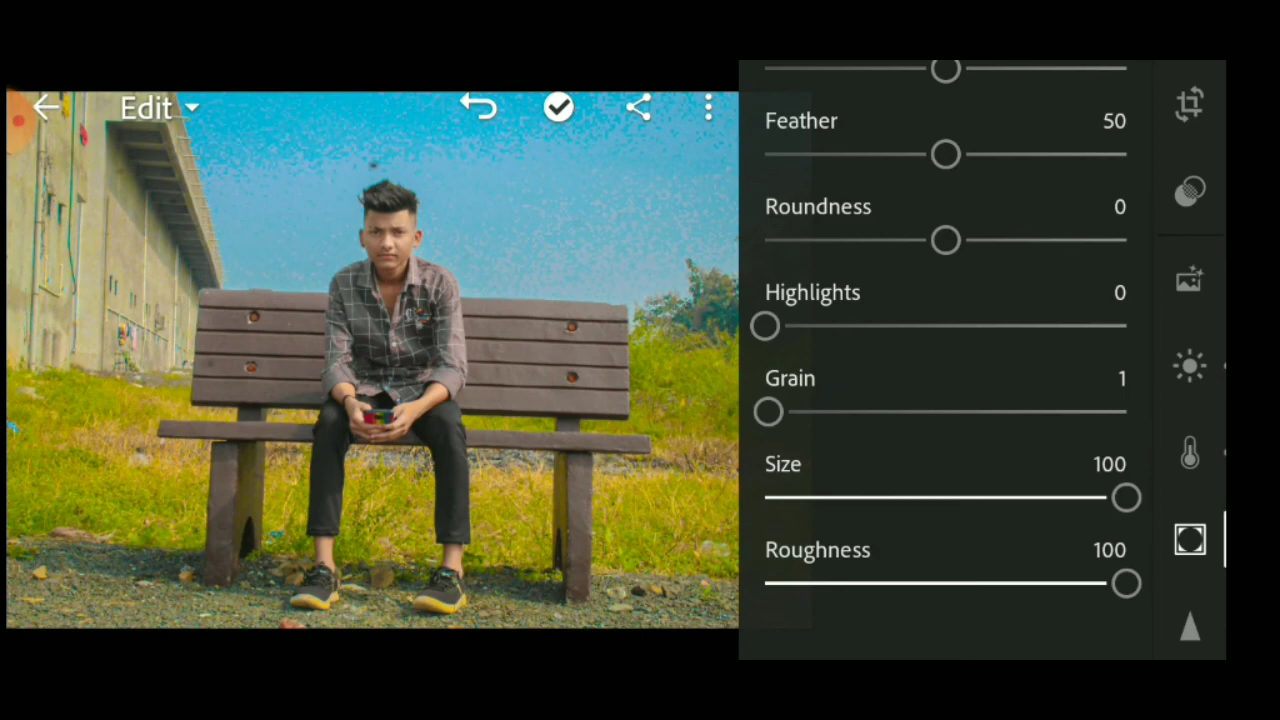 Edit
Feather 50
Roundness 0
Highlights 0
Grain 1
Size 100
Roughness 100